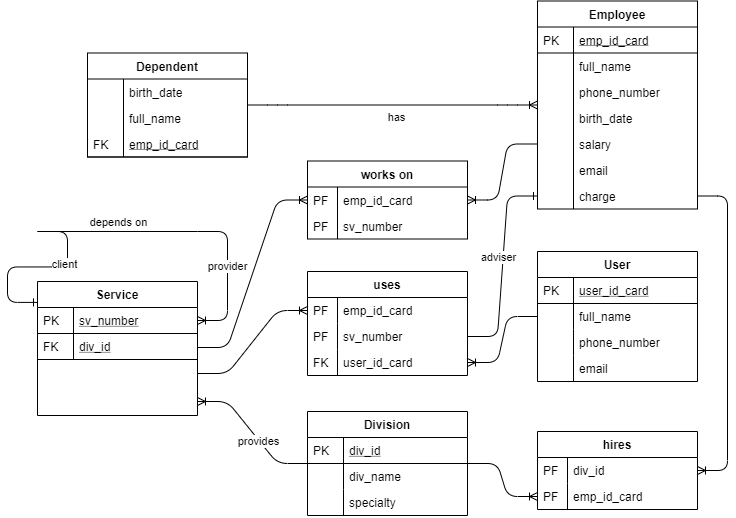 Employee
PK emp_id_card
full_name
phone_number
birth_date
salary
email
charge
Dependent
birth_date
full_name
FK emp_id_card
has
works on
PF emp_id_card
PF sv_number
depends on
client
provider
Service
PK sv_number
FK div_id
uses
PF emp_id_card
PF sv_number
FK user_id_card
adviser
User
PK user_id_card
full_name
phone_number
email
provides
Division
PK div_id
div_name
specialty
hires
PF div_id
PF emp_id_card